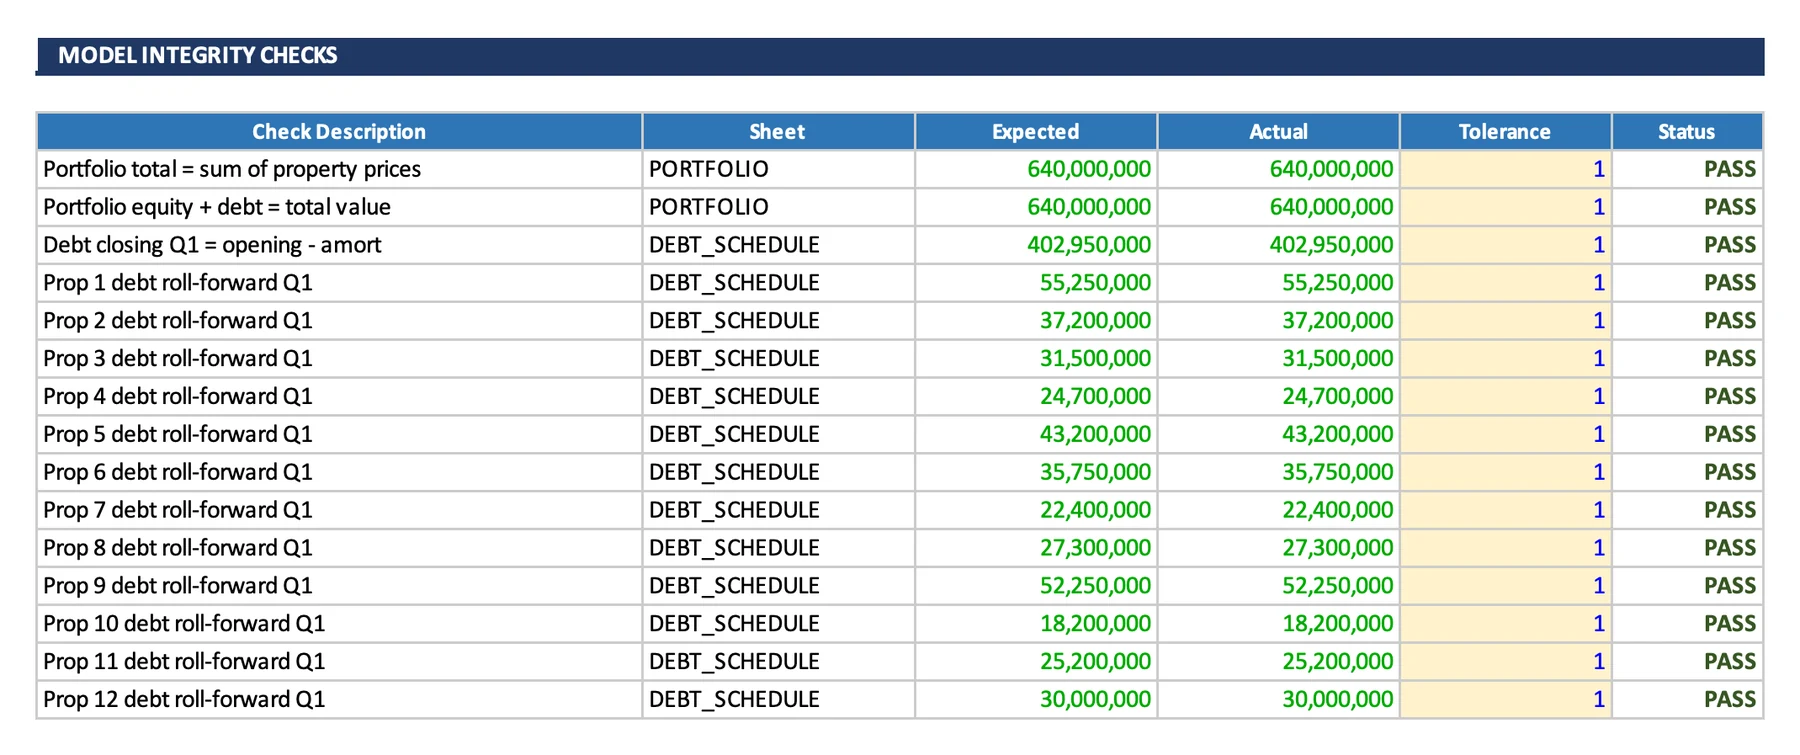 MODEL INTEGRITY CHECKS
Check Description Sheet Expected Actual Tolerance Status
Portfolio total = sum of property prices PORTFOLIO 640,000,000 640,000,000 1 PASS
Portfolio equity + debt = total value PORTFOLIO 640,000,000 640,000,000 1 PASS
Debt closing Q1 = opening - amort DEBT_SCHEDULE 402,950,000 402,950,000 1 PASS
Prop 1 debt roll-forward Q1 DEBT_SCHEDULE 55,250,000 55,250,000 1 PASS
Prop 2 debt roll-forward Q1 DEBT_SCHEDULE 37,200,000 37,200,000 1 PASS
Prop 3 debt roll-forward Q1 DEBT_SCHEDULE 31,500,000 31,500,000 1 PASS
Prop 4 debt roll-forward Q1 DEBT_SCHEDULE 24,700,000 24,700,000 1 PASS
Prop 5 debt roll-forward Q1 DEBT_SCHEDULE 43,200,000 43,200,000 1 PASS
Prop 6 debt roll-forward Q1 DEBT_SCHEDULE 35,750,000 35,750,000 1 PASS
Prop 7 debt roll-forward Q1 DEBT_SCHEDULE 22,400,000 22,400,000 1 PASS
Prop 8 debt roll-forward Q1 DEBT_SCHEDULE 27,300,000 27,300,000 1 PASS
Prop 9 debt roll-forward Q1 DEBT_SCHEDULE 52,250,000 52,250,000 1 PASS
Prop 10 debt roll-forward Q1 DEBT_SCHEDULE 18,200,000 18,200,000 1 PASS
Prop 11 debt roll-forward Q1 DEBT_SCHEDULE 25,200,000 25,200,000 1 PASS
Prop 12 debt roll-forward Q1 DEBT_SCHEDULE 30,000,000 30,000,000 1 PASS